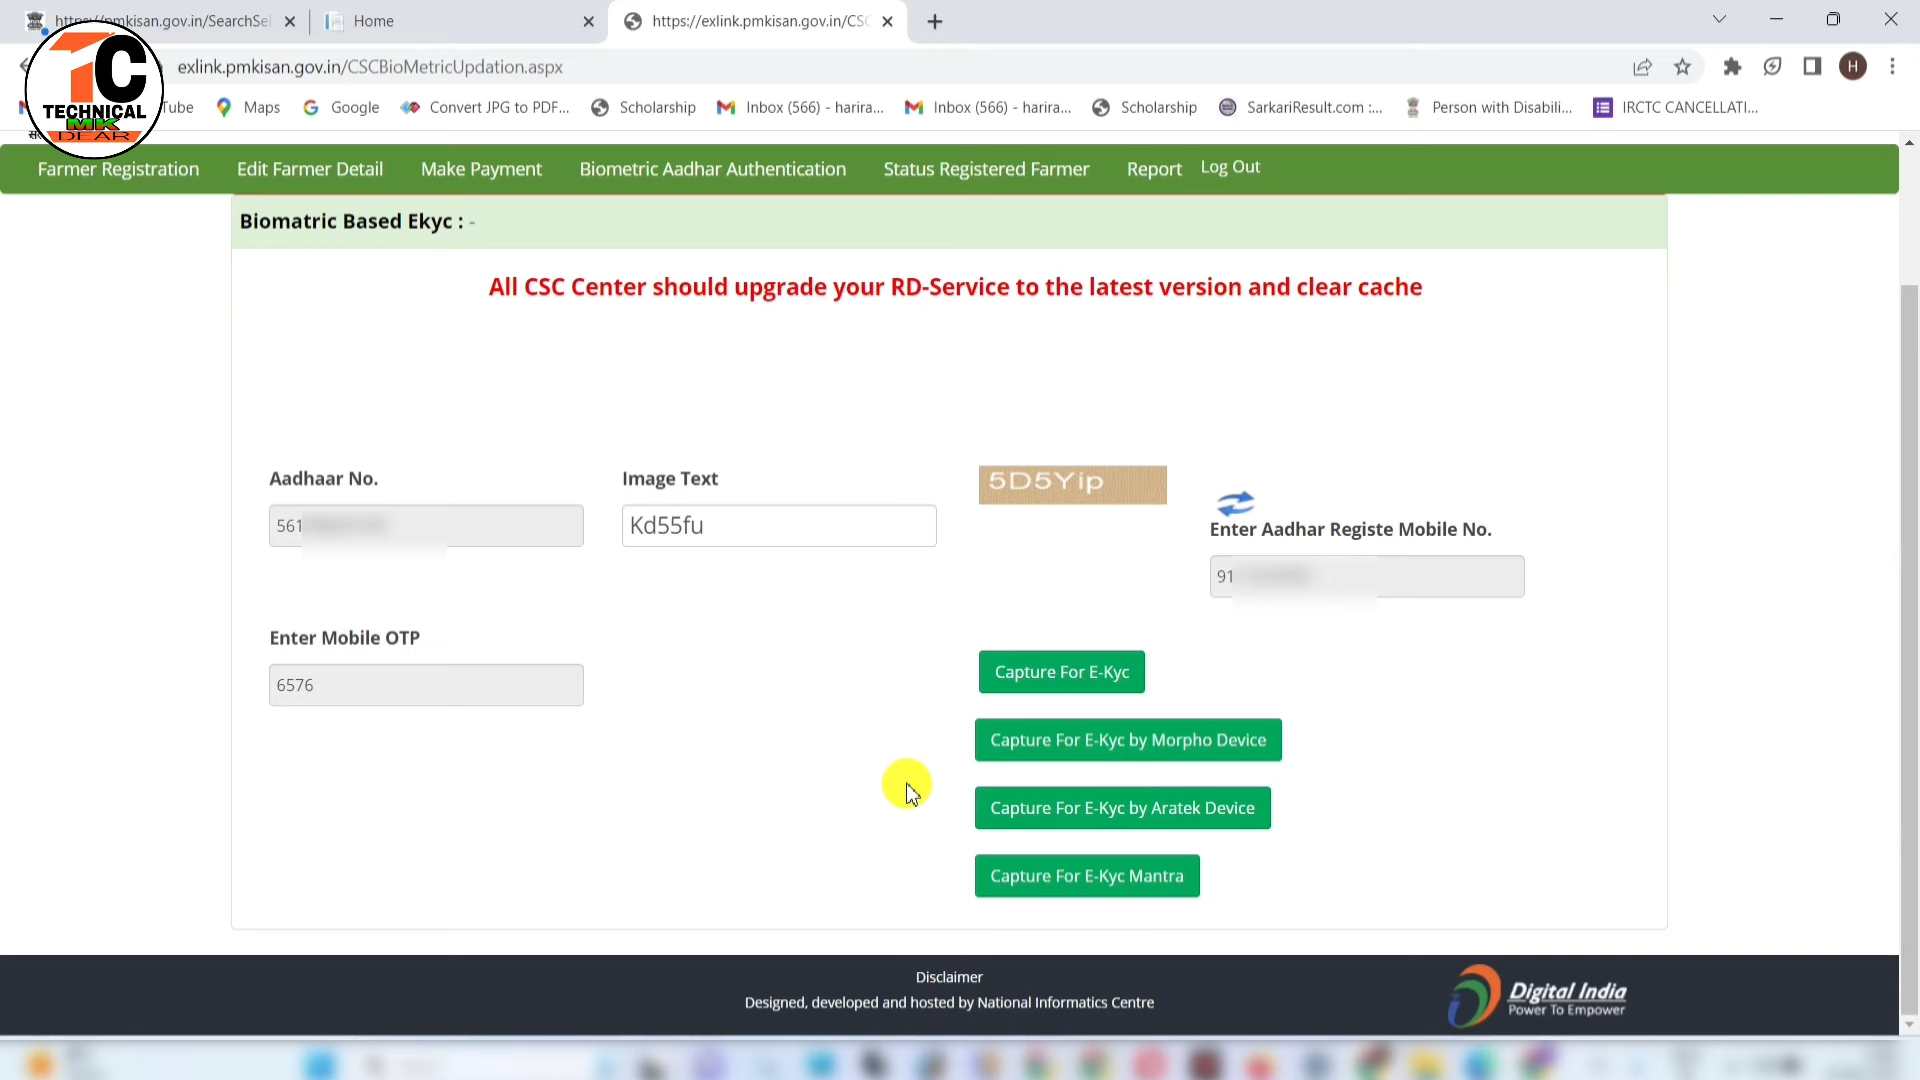 https://pmkisan.gov.in/SearchSel
Home
https://exlink.pmkisan.gov.in/CSC
exlink.pmkisan.gov.in/CSCBioMetricUpdation.aspx
H
TC
TECHNICAL
MK
DEAR
Tube
Maps
Google
Convert JPG to PDF...
Scholarship
Inbox (566) - harira...
Inbox (566) - harira...
Scholarship
SarkariResult.com :...
Person with Disabili...
IRCTC CANCELLATI...
Farmer Registration
Edit Farmer Detail
Make Payment
Biometric Aadhar Authentication
Status Registered Farmer
Report
Log Out
Biomatric Based Ekyc : -
All CSC Center should upgrade your RD-Service to the latest version and clear cache
Aadhaar No.
Image Text
5D5Yip
561
Kd55fu
Enter Aadhar Registe Mobile No.
91
Enter Mobile OTP
6576
Capture For E-Kyc
Capture For E-Kyc by Morpho Device
Capture For E-Kyc by Aratek Device
Capture For E-Kyc Mantra
Disclaimer
Designed, developed and hosted by National Informatics Centre
Digital India
Power To Empower